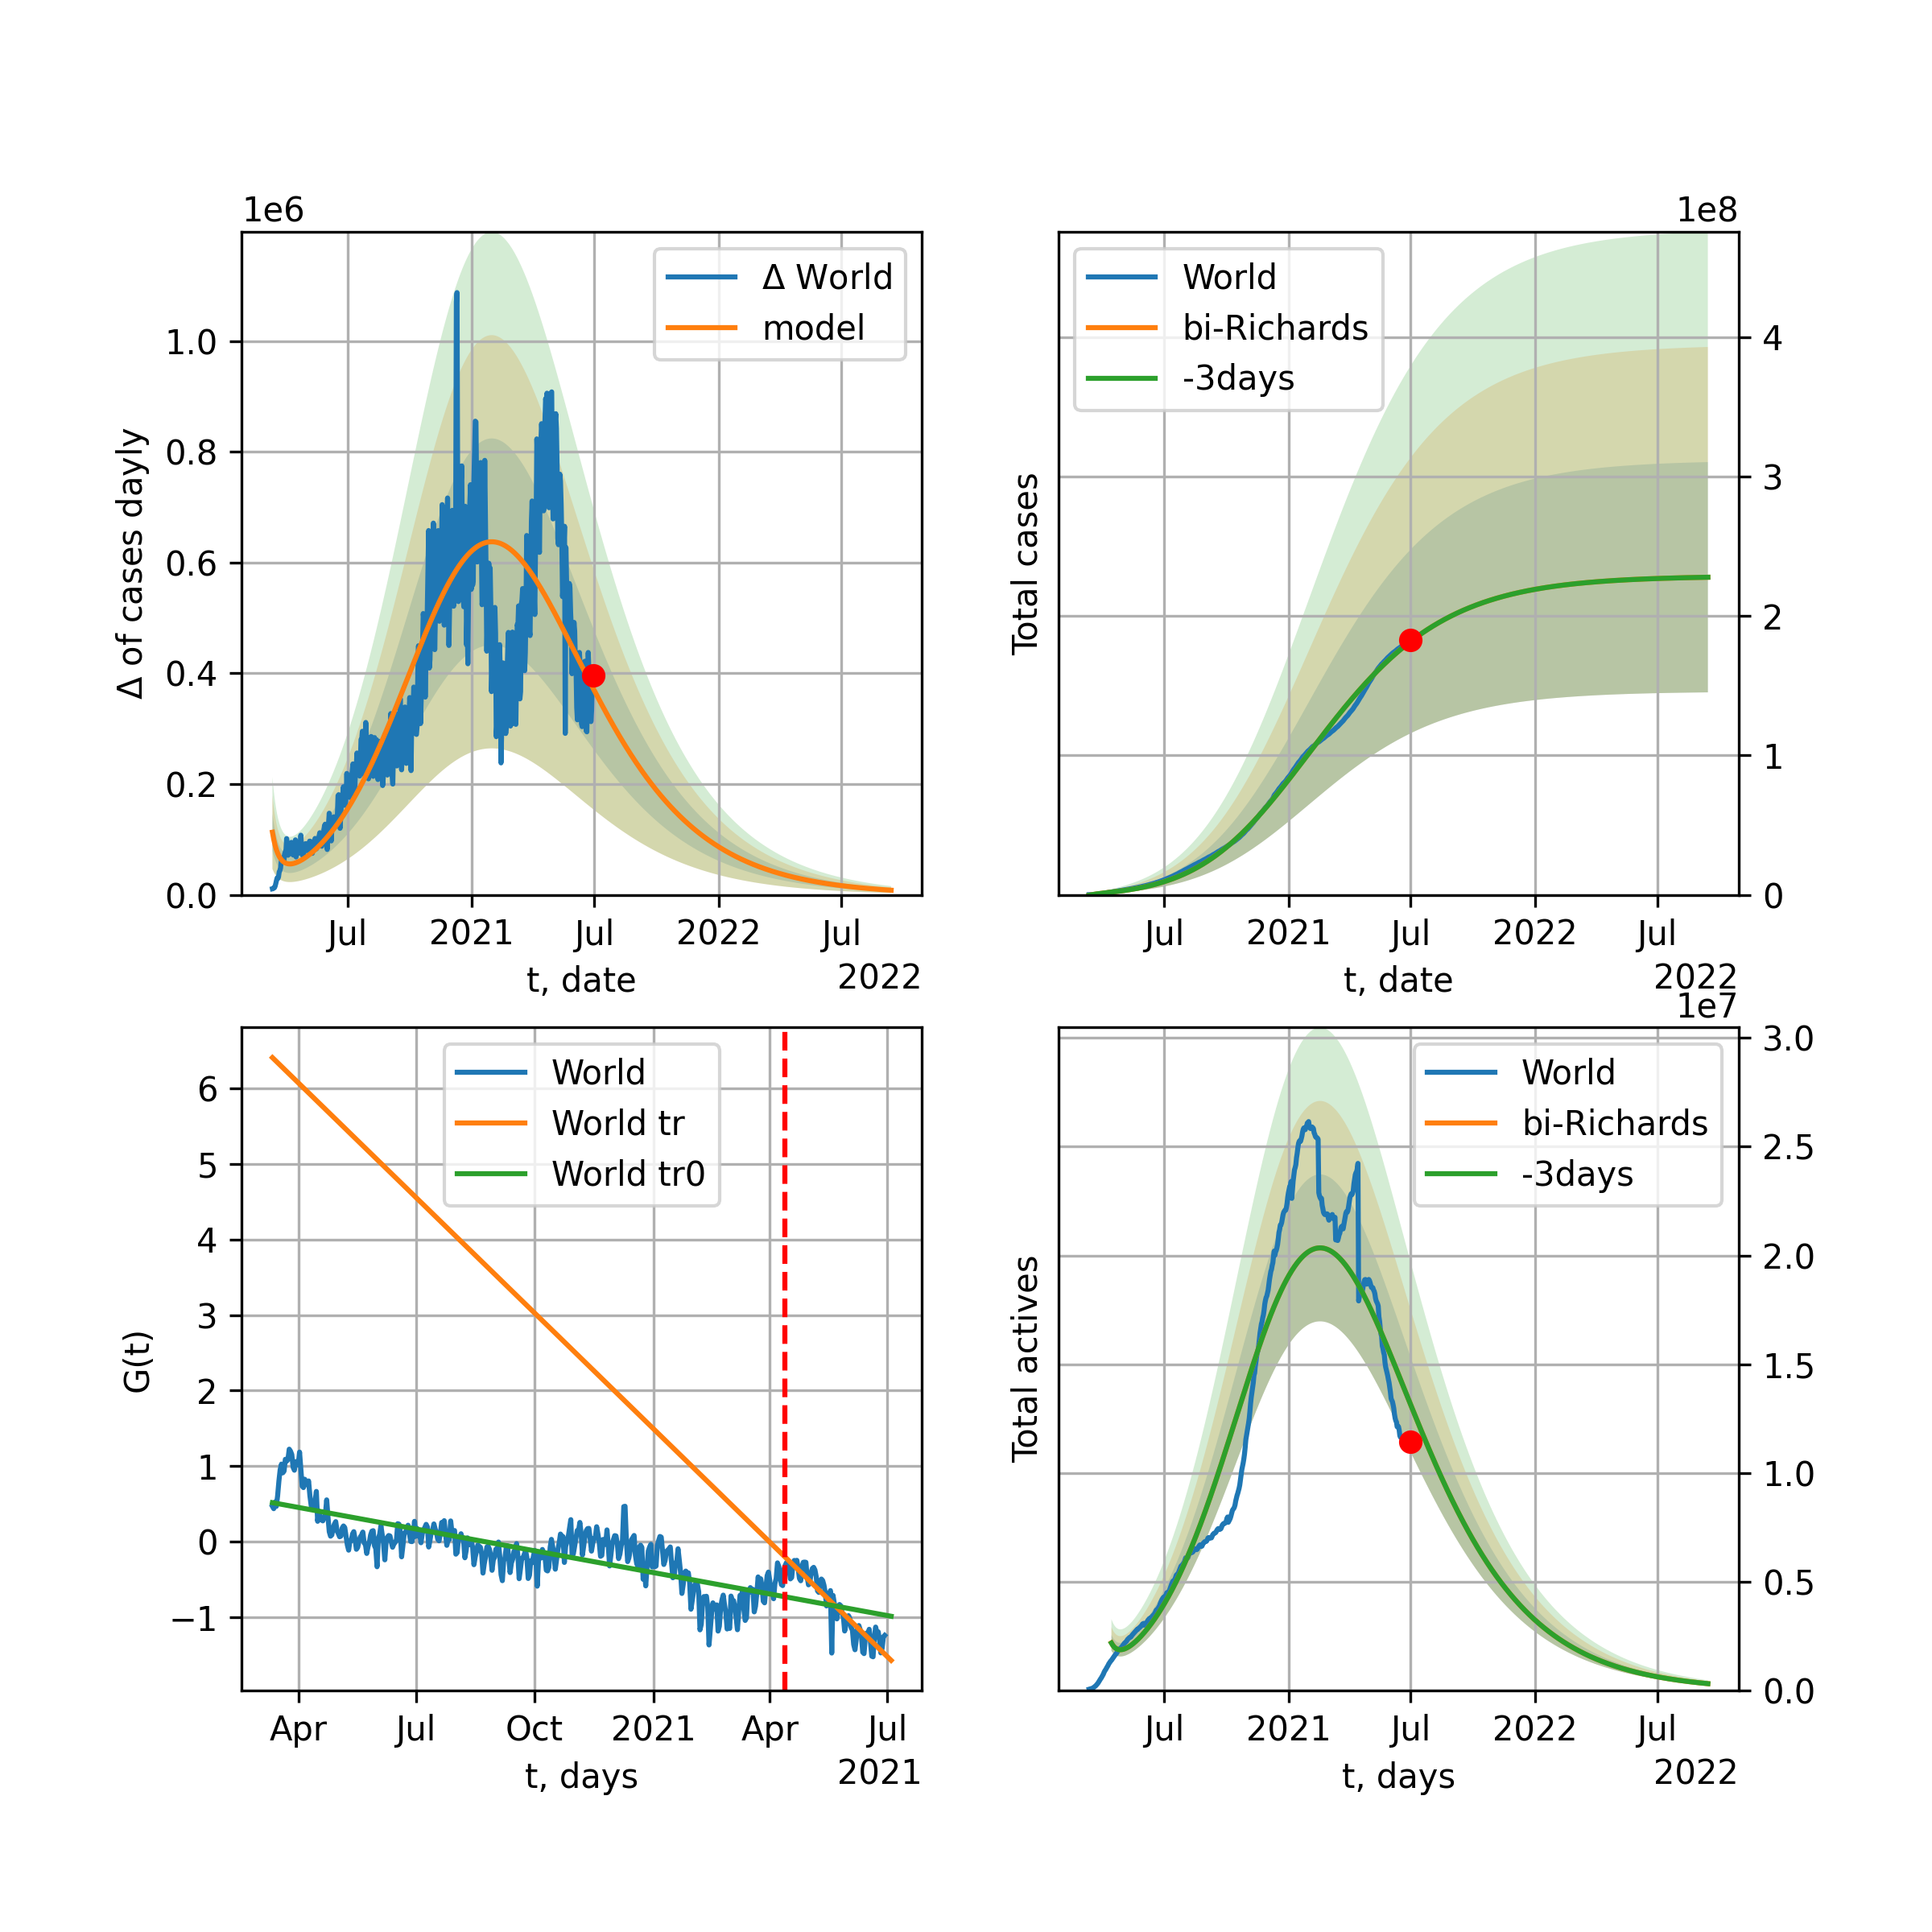 1e6
Δ of cases dayly
1.0
0.8
0.6
0.4
0.2
0.0
Δ World
model
Jul
2021
Jul
2022
Jul
t, date
2022
1e8
Total cases
World
bi-Richards
-3days
4
3
2
1
0
Jul
2021
Jul
2022
Jul
t, date
2022
G(t)
6
5
4
3
2
1
0
−1
World
World tr
World tr0
Apr
Jul
Oct
2021
Apr
Jul
t, days
2021
1e7
Total actives
World
bi-Richards
-3days
3.0
2.5
2.0
1.5
1.0
0.5
0.0
Jul
2021
Jul
2022
Jul
t, days
2022